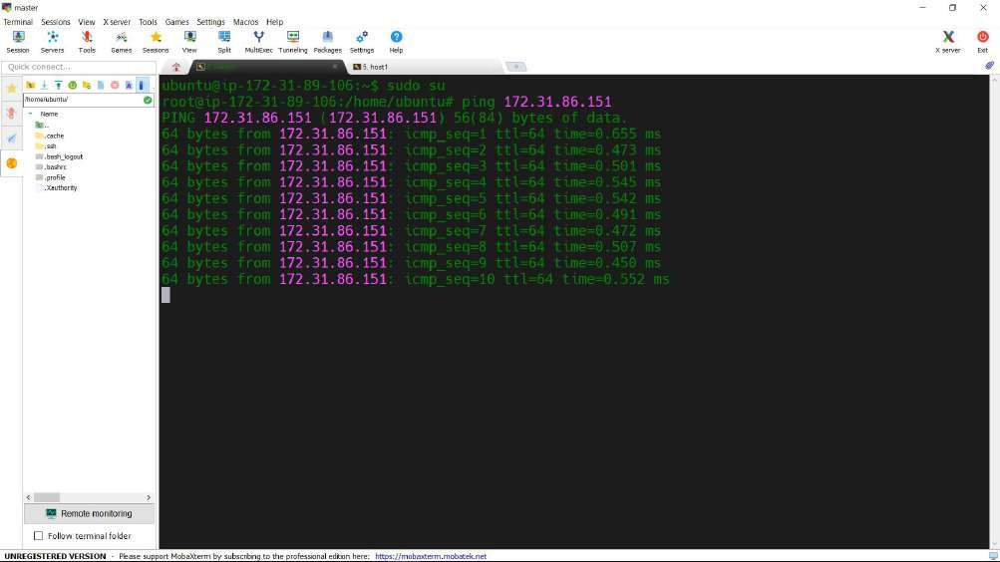 master
Terminal Sessions View X server Tools Games Settings Macros Help
Session Servers Tools Games Sessions View Split MultiExec Tunneling Packages Settings Help X server Exit
Quick connect...
5. host1
/home/ubuntu/
Name
..
.cache
.ssh
.bash_logout
.bashrc
.profile
.Xauthority
ubuntu@ip-172-31-89-106:~$ sudo su
root@ip-172-31-89-106:/home/ubuntu# ping 172.31.86.151
PING 172.31.86.151 (172.31.86.151) 56(84) bytes of data.
64 bytes from 172.31.86.151: icmp_seq=1 ttl=64 time=0.655 ms
64 bytes from 172.31.86.151: icmp_seq=2 ttl=64 time=0.473 ms
64 bytes from 172.31.86.151: icmp_seq=3 ttl=64 time=0.501 ms
64 bytes from 172.31.86.151: icmp_seq=4 ttl=64 time=0.545 ms
64 bytes from 172.31.86.151: icmp_seq=5 ttl=64 time=0.542 ms
64 bytes from 172.31.86.151: icmp_seq=6 ttl=64 time=0.491 ms
64 bytes from 172.31.86.151: icmp_seq=7 ttl=64 time=0.472 ms
64 bytes from 172.31.86.151: icmp_seq=8 ttl=64 time=0.507 ms
64 bytes from 172.31.86.151: icmp_seq=9 ttl=64 time=0.450 ms
64 bytes from 172.31.86.151: icmp_seq=10 ttl=64 time=0.552 ms
Remote monitoring
Follow terminal folder
UNREGISTERED VERSION - Please support MobaXterm by subscribing to the professional edition here: https://mobaxterm.mobatek.net